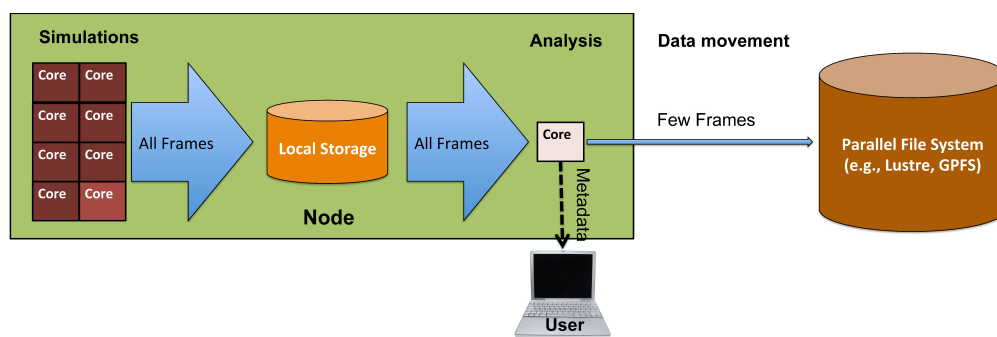 Simulations
Analysis
Data movement
Core Core
Core Core
Core Core
Core Core
All Frames
Local Storage
All Frames
Core
Few Frames
Parallel File System
(e.g., Lustre, GPFS)
Metadata
Node
User